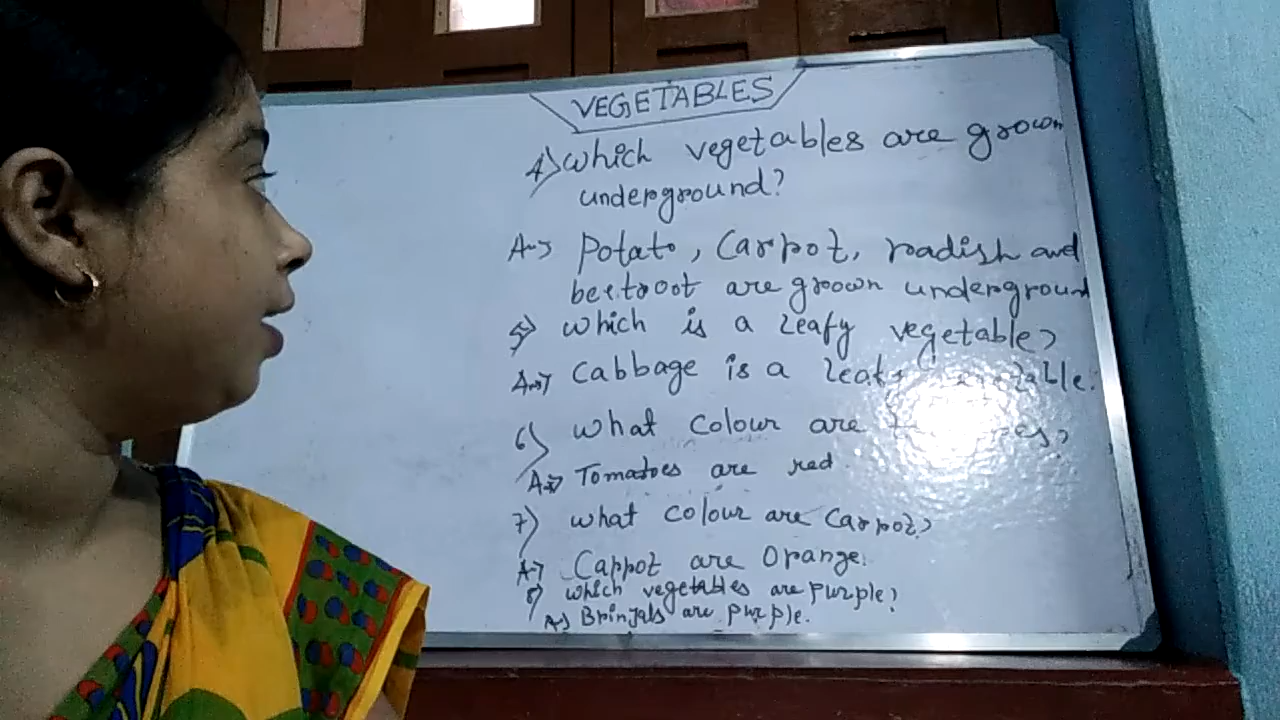 VEGETABLES
4) Which vegetables are grown
underground?
A→ Potato, Carrot, radish and
beetroot are grown underground
5) Which is a leafy vegetable?
A→ Cabbage is a leafy vegetable.
6) What colour are
A→ Tomatoes are red.
7) What colour are Carrot?
A→ Carrot are Orange.
8) Which vegetables are purple?
A→ Brinjals are purple.